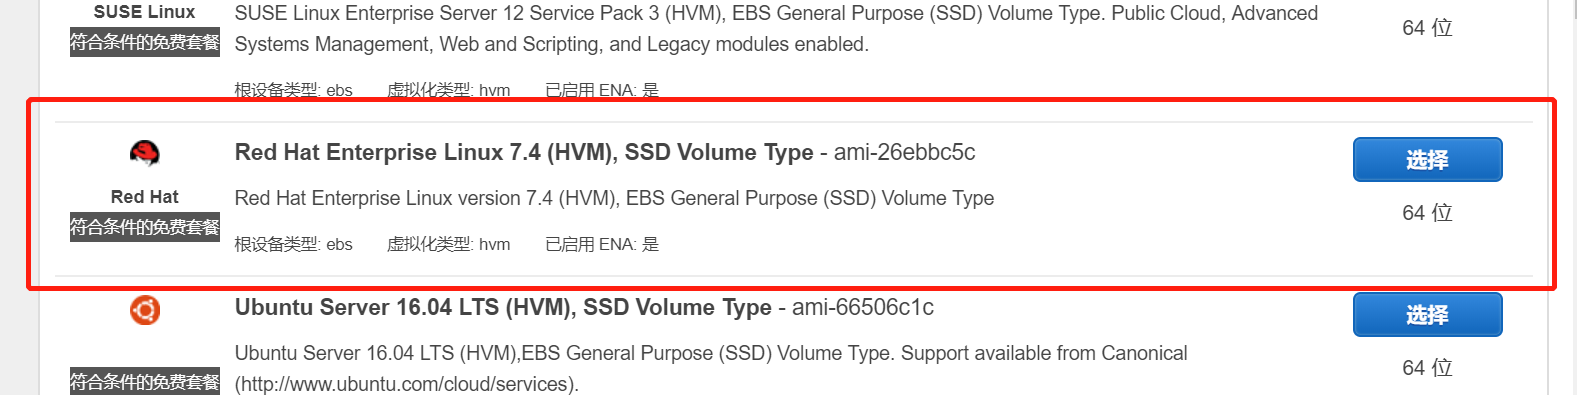 SUSE Linux
符合条件的免费套餐
SUSE Linux Enterprise Server 12 Service Pack 3 (HVM), EBS General Purpose (SSD) Volume Type. Public Cloud, Advanced
Systems Management, Web and Scripting, and Legacy modules enabled.
64 位
根设备类型: ebs 虚拟化类型: hvm 已启用 ENA: 是
Red Hat Enterprise Linux 7.4 (HVM), SSD Volume Type - ami-26ebbc5c
选择
Red Hat
符合条件的免费套餐
Red Hat Enterprise Linux version 7.4 (HVM), EBS General Purpose (SSD) Volume Type
64 位
根设备类型: ebs 虚拟化类型: hvm 已启用 ENA: 是
Ubuntu Server 16.04 LTS (HVM), SSD Volume Type - ami-66506c1c
选择
Ubuntu Server 16.04 LTS (HVM),EBS General Purpose (SSD) Volume Type. Support available from Canonical
(http://www.ubuntu.com/cloud/services).
64 位
符合条件的免费套餐